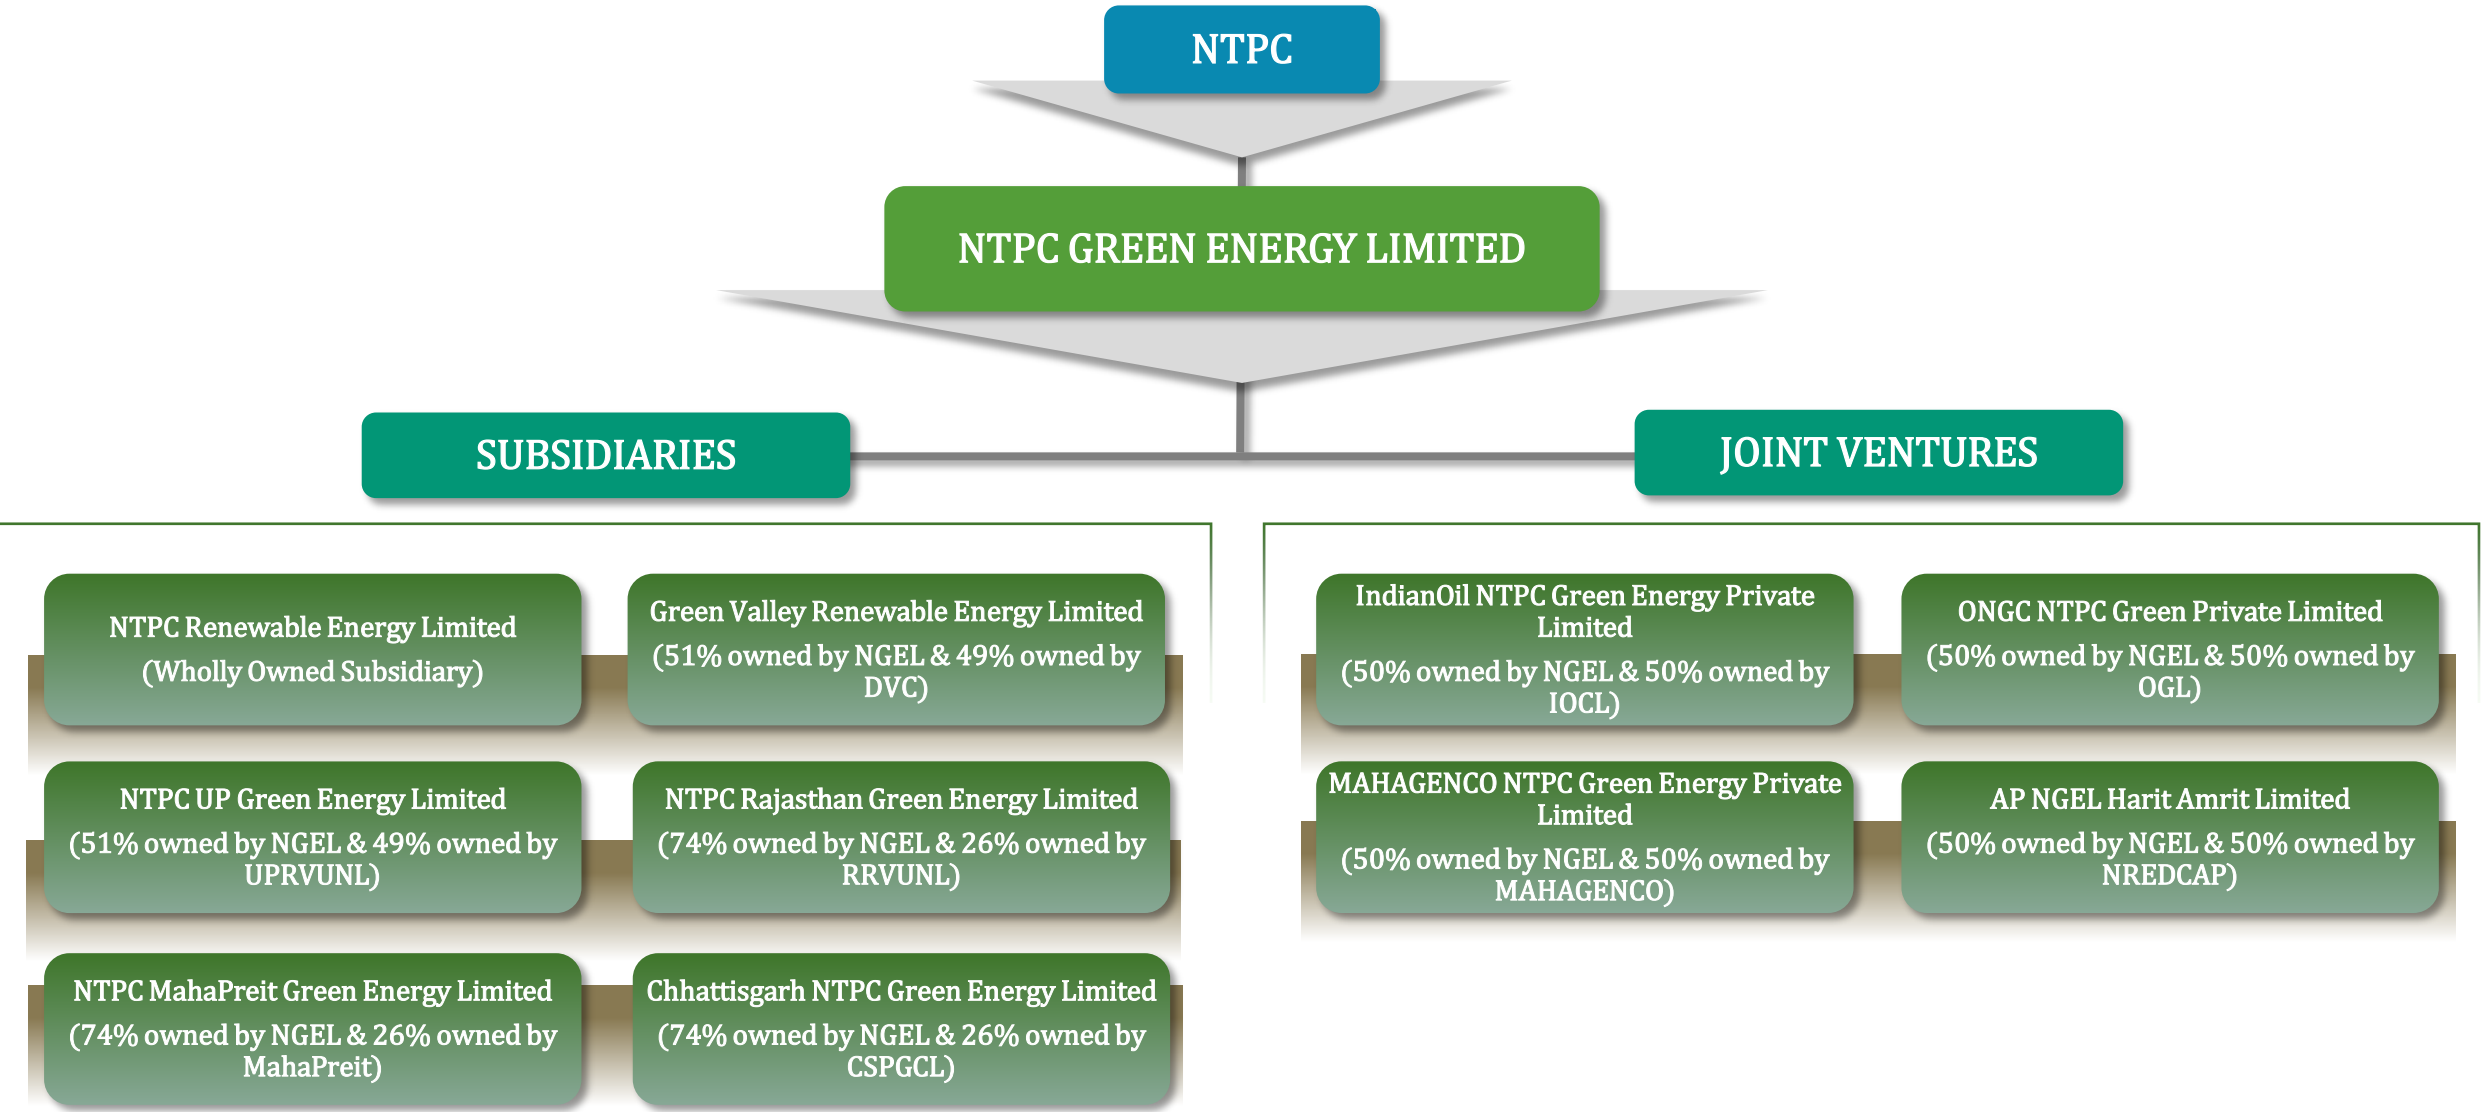 NTPC
NTPC GREEN ENERGY LIMITED
SUBSIDIARIES
JOINT VENTURES
NTPC Renewable Energy Limited
(Wholly Owned Subsidiary)
Green Valley Renewable Energy Limited
(51% owned by NGEL & 49% owned by
DVC)
NTPC UP Green Energy Limited
(51% owned by NGEL & 49% owned by
UPRVUNL)
NTPC Rajasthan Green Energy Limited
(74% owned by NGEL & 26% owned by
RRVUNL)
NTPC MahaPreit Green Energy Limited
(74% owned by NGEL & 26% owned by
MahaPreit)
Chhattisgarh NTPC Green Energy Limited
(74% owned by NGEL & 26% owned by
CSPGCL)
IndianOil NTPC Green Energy Private
Limited
(50% owned by NGEL & 50% owned by
IOCL)
ONGC NTPC Green Private Limited
(50% owned by NGEL & 50% owned by
OGL)
MAHAGENCO NTPC Green Energy Private
Limited
(50% owned by NGEL & 50% owned by
MAHAGENCO)
AP NGEL Harit Amrit Limited
(50% owned by NGEL & 50% owned by
NREDCAP)